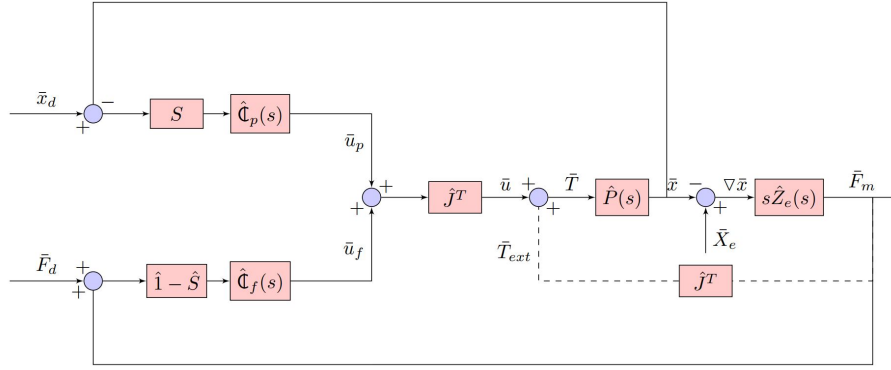 x̄_d
+
−
S
ℂ̂_p(s)
ū_p
+
+
Ĵ^T
ū
+
+
T̄
P̂(s)
x̄
−
+
▽x̄
sẐ_e(s)
F̄_m
X̄_e
T̄_ext
Ĵ^T
ū_f
F̄_d
+
+
1̂ − Ŝ
ℂ̂_f(s)